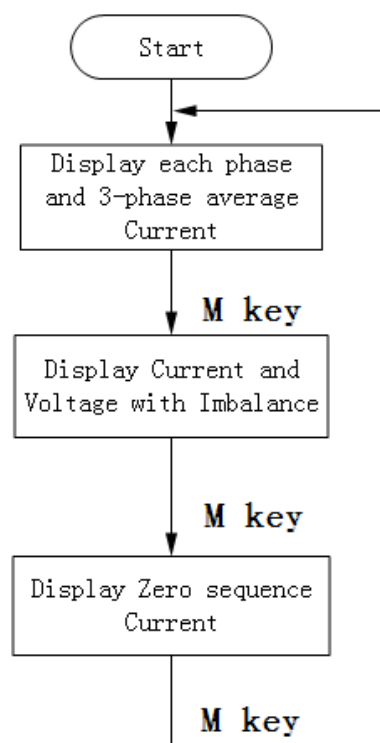 Start
Display each phase
and 3-phase average
Current
M key
Display Current and
Voltage with Imbalance
M key
Display Zero sequence
Current
M key